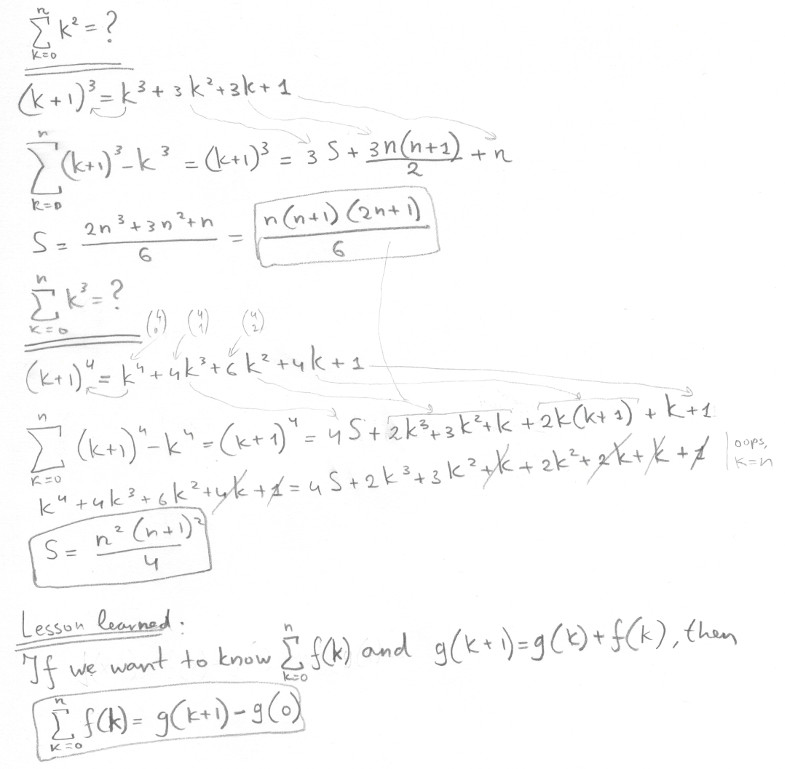 \sum_{k=0}^{n} k^2 = ?
(k+1)^3 = k^3 + 3k^2 + 3k + 1
\sum_{k=0}^{n} (k+1)^3 - k^3 = (k+1)^3 = 3S + \frac{3n(n+1)}{2} + n
S = \frac{2n^3+3n^2+n}{6} = \frac{n(n+1)(2n+1)}{6}
\sum_{k=0}^{n} k^3 = ?
\binom{4}{0} \binom{4}{1} \binom{4}{2}
(k+1)^4 = k^4 + 4k^3 + 6k^2 + 4k + 1
\sum_{k=0}^{n} (k+1)^4 - k^4 = (k+1)^4 = 4S + 2k^3+3k^2+k + 2k(k+1) + k+1
k^4 + 4k^3 + 6k^2 + 4k + 1 = 4S + 2k^3 + 3k^2 + k + 2k^2 + 2k + k + 1 | oops, k=n
S = \frac{n^2(n+1)^2}{4}
Lesson learned:
If we want to know \sum_{k=0}^{n} f(k) and g(k+1)=g(k)+f(k), then
\sum_{k=0}^{n} f(k) = g(k+1) - g(0)